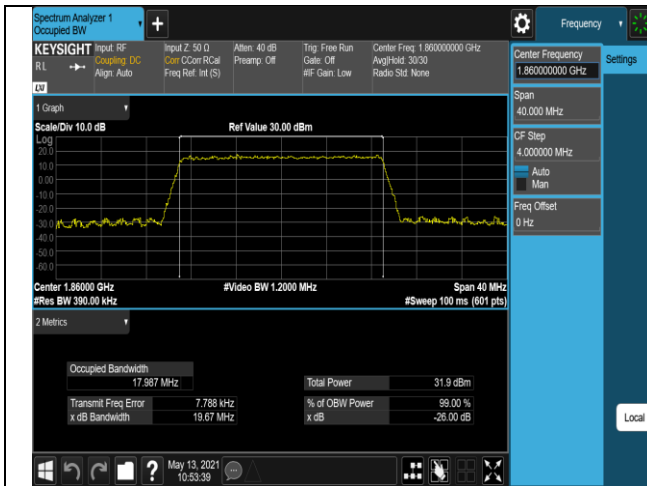 Spectrum Analyzer 1
Occupied BW
Frequency
KEYSIGHT
RL
Input: RF
Coupling: DC
Align: Auto
Input Z: 50 Ω
Corr CCorr RCal
Freq Ref: Int (S)
Atten: 40 dB
Preamp: Off
Trig: Free Run
Gate: Off
#IF Gain: Low
Center Freq: 1.860000000 GHz
Avg|Hold: 30/30
Radio Std: None
LXI
1 Graph
Scale/Div 10.0 dB
Ref Value 30.00 dBm
Log
20.0
10.0
0.00
-10.0
-20.0
-30.0
-40.0
-50.0
-60.0
Center 1.86000 GHz
#Video BW 1.2000 MHz
Span 40 MHz
#Res BW 390.00 kHz
#Sweep 100 ms (601 pts)
2 Metrics
Occupied Bandwidth
17.987 MHz
Total Power 31.9 dBm
Transmit Freq Error 7.788 kHz
% of OBW Power 99.00 %
x dB Bandwidth 19.67 MHz
x dB -26.00 dB
May 13, 2021
10:53:39
Center Frequency
1.860000000 GHz
Settings
Span
40.000 MHz
CF Step
4.000000 MHz
Auto
Man
Freq Offset
0 Hz
Local